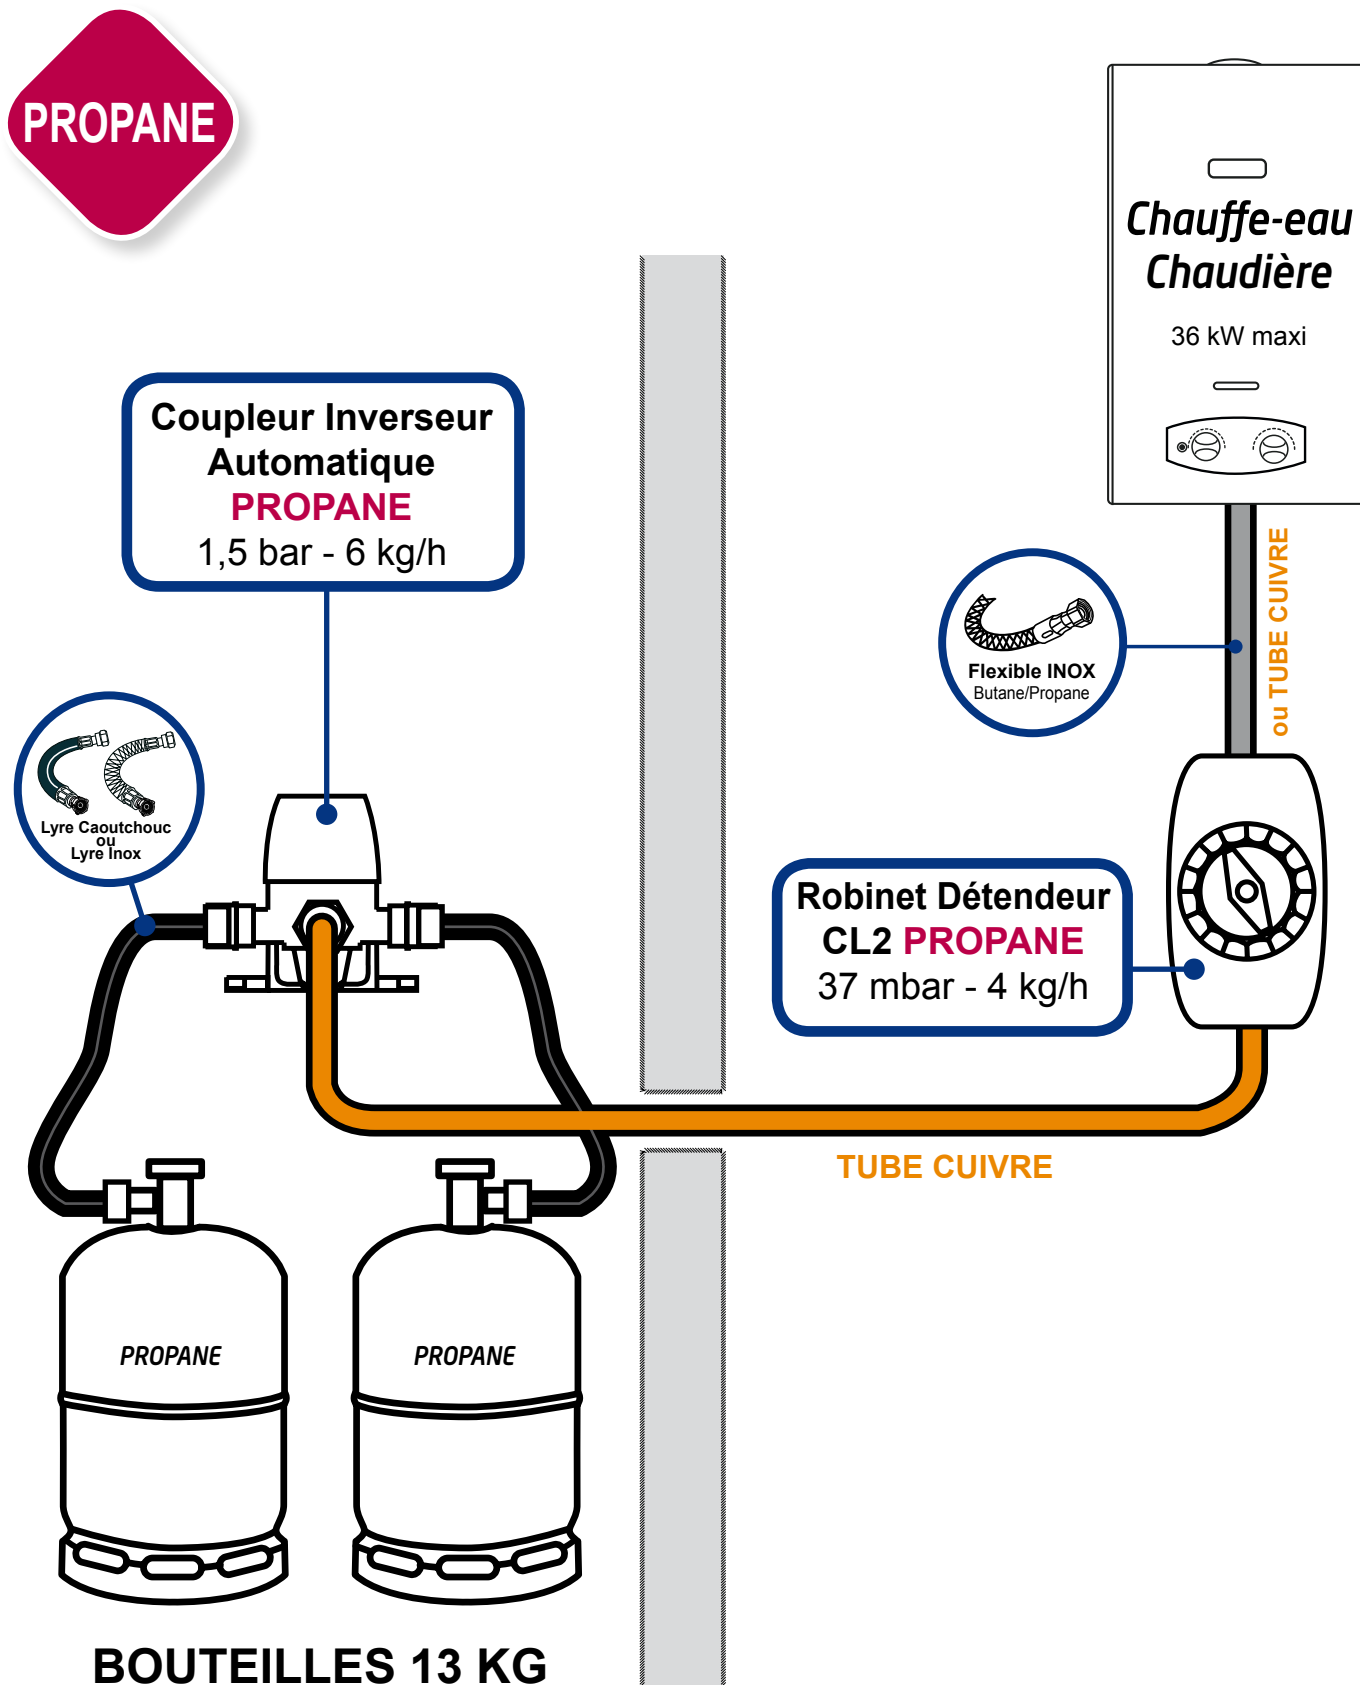 PROPANE
Chauffe-eau
Chaudière
36 kW maxi
Coupleur Inverseur
Automatique
PROPANE
1,5 bar - 6 kg/h
Flexible INOX
Butane/Propane
ou TUBE CUIVRE
Lyre Caoutchouc
ou
Lyre Inox
Robinet Détendeur
CL2 PROPANE
37 mbar - 4 kg/h
TUBE CUIVRE
PROPANE
PROPANE
BOUTEILLES 13 KG